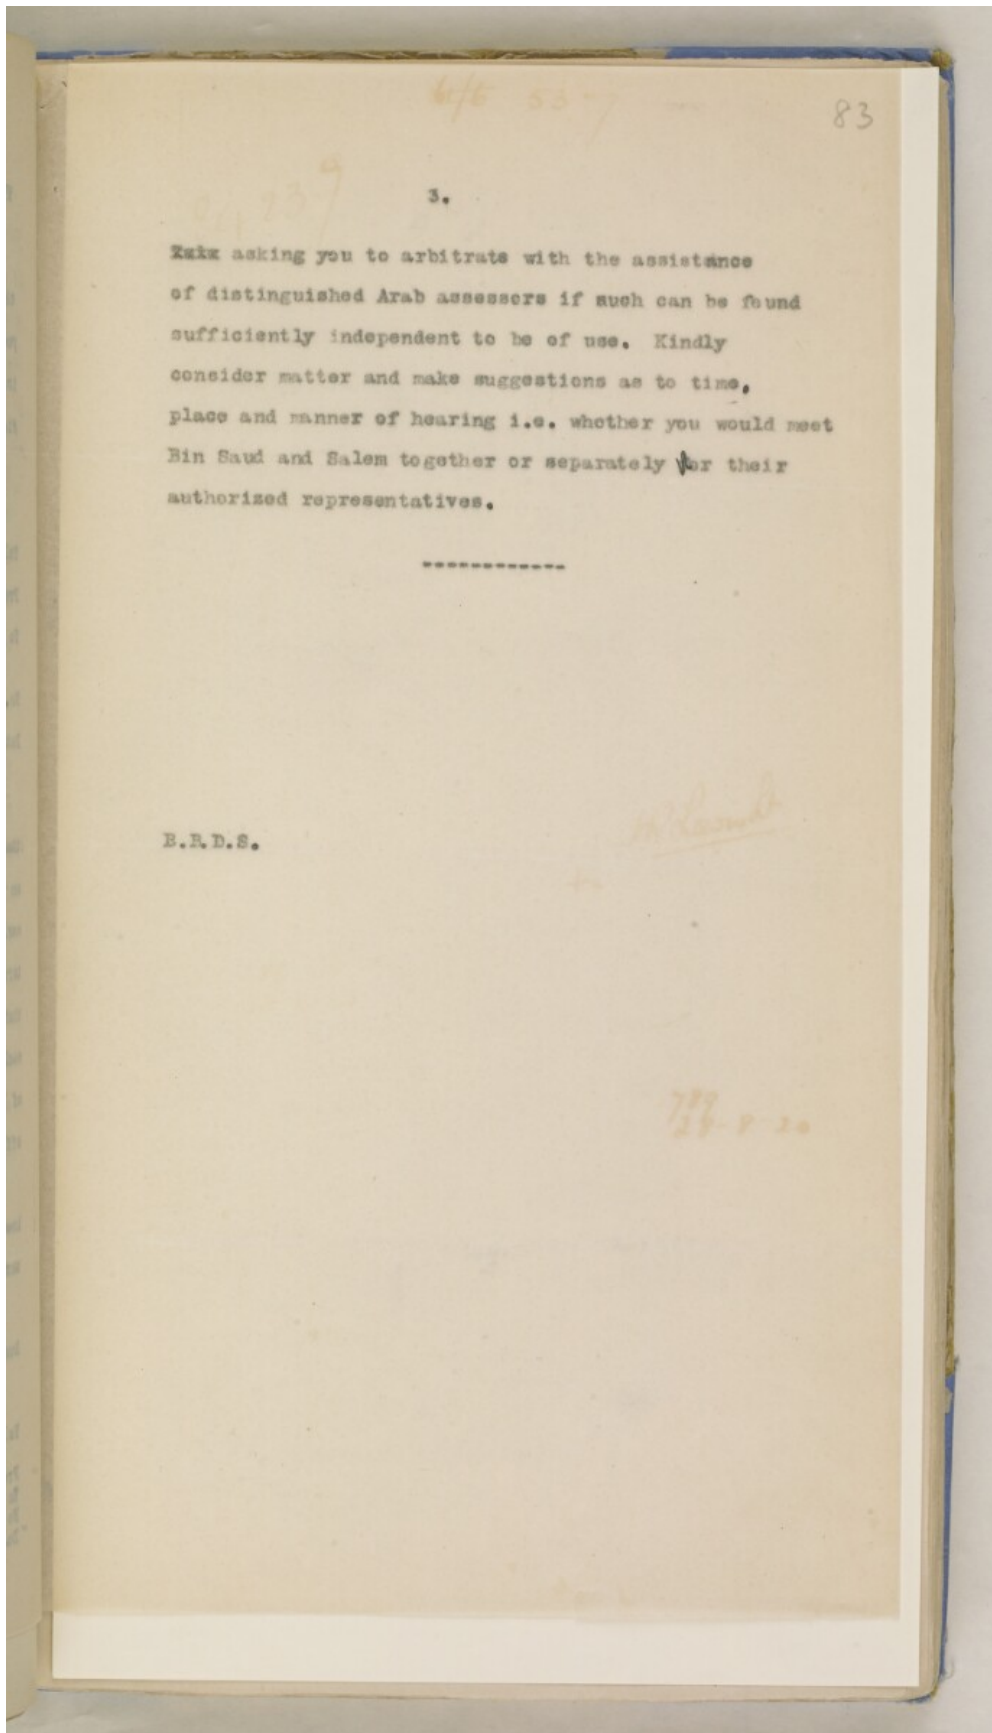 83
3.
asking you to arbitrate with the assistance
of distinguished Arab assessors if such can be found
sufficiently independent to be of use. Kindly
consider matter and make suggestions as to time,
place and manner of hearing i.e. whether you would meet
Bin Saud and Salem together or separately or their
authorized representatives.
------------
B.R.D.S.